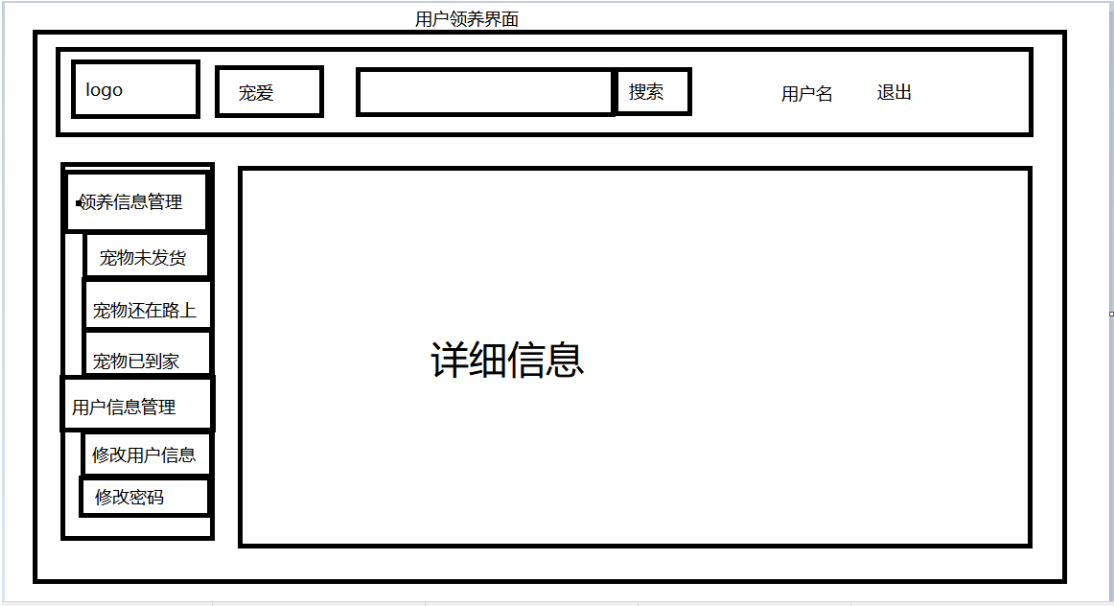 用户领养界面
logo
宠爱
搜索
用户名
退出
领养信息管理
宠物未发货
宠物还在路上
宠物已到家
用户信息管理
修改用户信息
修改密码
详细信息